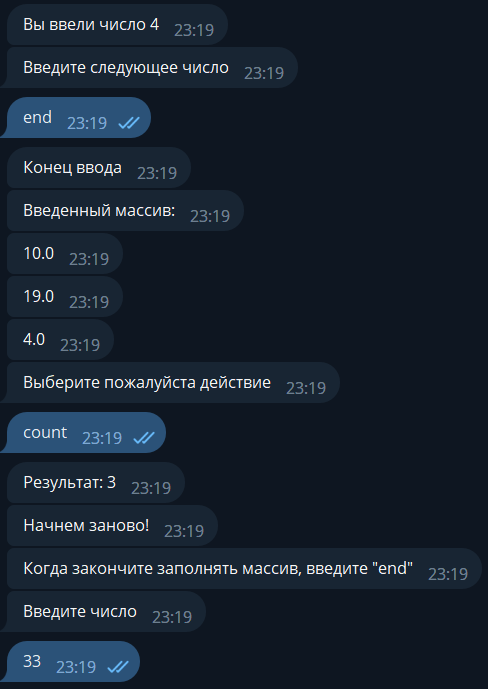 Вы ввели число 4 23:19
Введите следующее число 23:19
end 23:19
Конец ввода 23:19
Введенный массив: 23:19
10.0 23:19
19.0 23:19
4.0 23:19
Выберите пожалуйста действие 23:19
count 23:19
Результат: 3 23:19
Начнем заново! 23:19
Когда закончите заполнять массив, введите "end" 23:19
Введите число 23:19
33 23:19